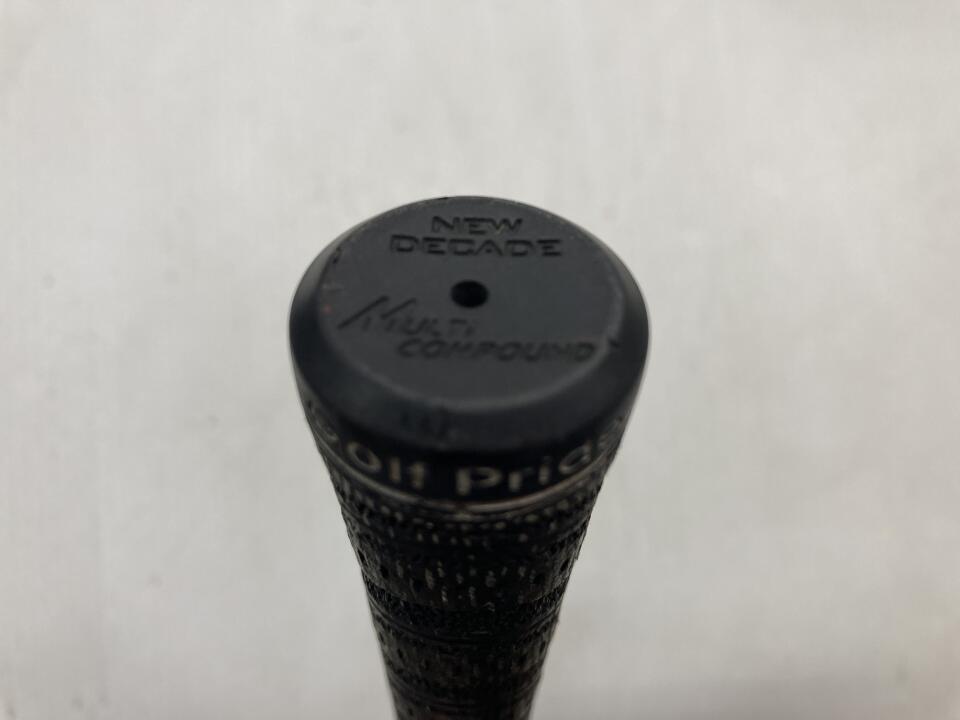 NEW
DECADE
MULTI
COMPOUND
Golf Pride